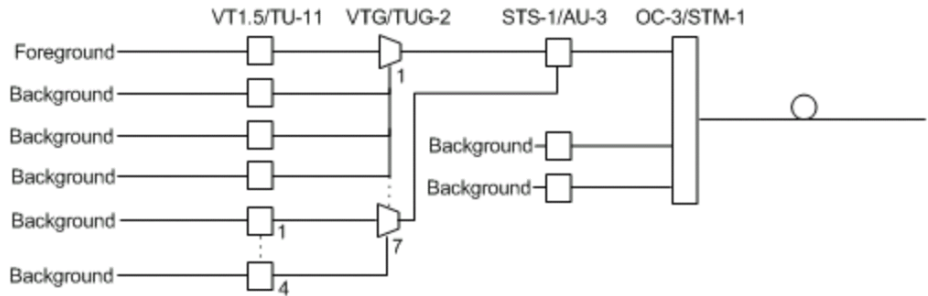 VT1.5/TU-11 VTG/TUG-2 STS-1/AU-3 OC-3/STM-1
Foreground
1
Background
Background
Background
Background
Background
Background
1
7
Background
4